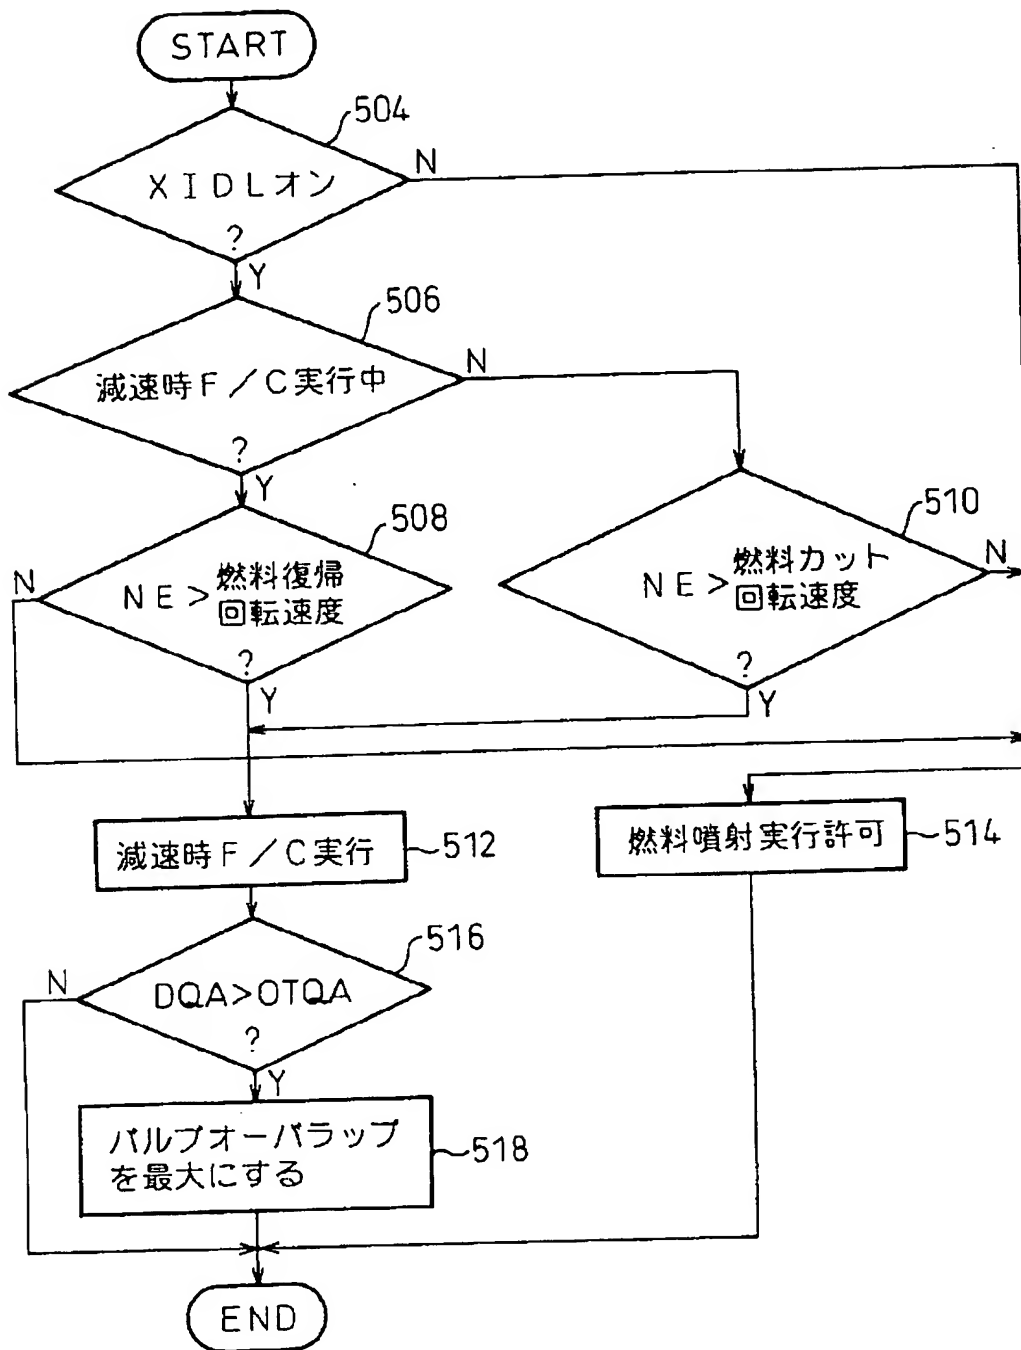 START
504
XIDLオン
?
N
Y
506
減速時F/C実行中
?
N
Y
508
N
NE>燃料復帰
回転速度
?
Y
510
N
NE>燃料カット
回転速度
?
Y
減速時F/C実行
512
燃料噴射実行許可
514
516
N
DQA>OTQA
?
Y
バルブオーバラップ
を最大にする
518
END